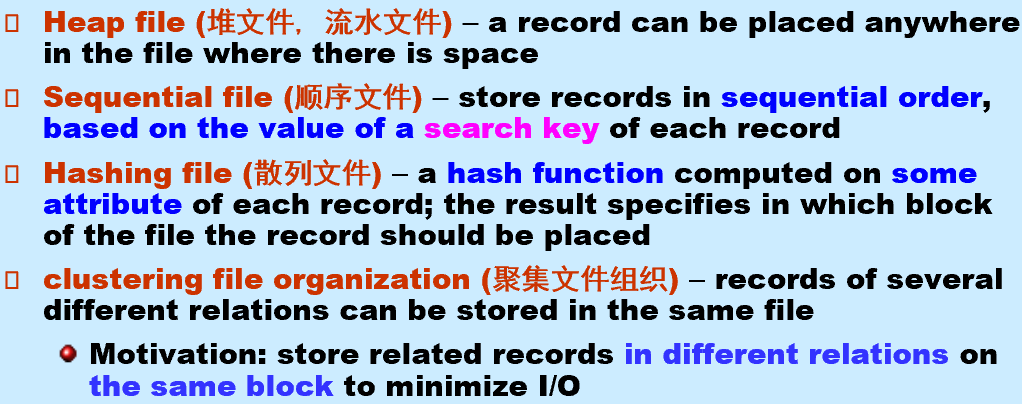 Heap file (堆文件, 流水文件) – a record can be placed anywhere
in the file where there is space
Sequential file (顺序文件) – store records in sequential order,
based on the value of a search key of each record
Hashing file (散列文件) – a hash function computed on some
attribute of each record; the result specifies in which block
of the file the record should be placed
clustering file organization (聚集文件组织) – records of several
different relations can be stored in the same file
Motivation: store related records in different relations on
the same block to minimize I/O